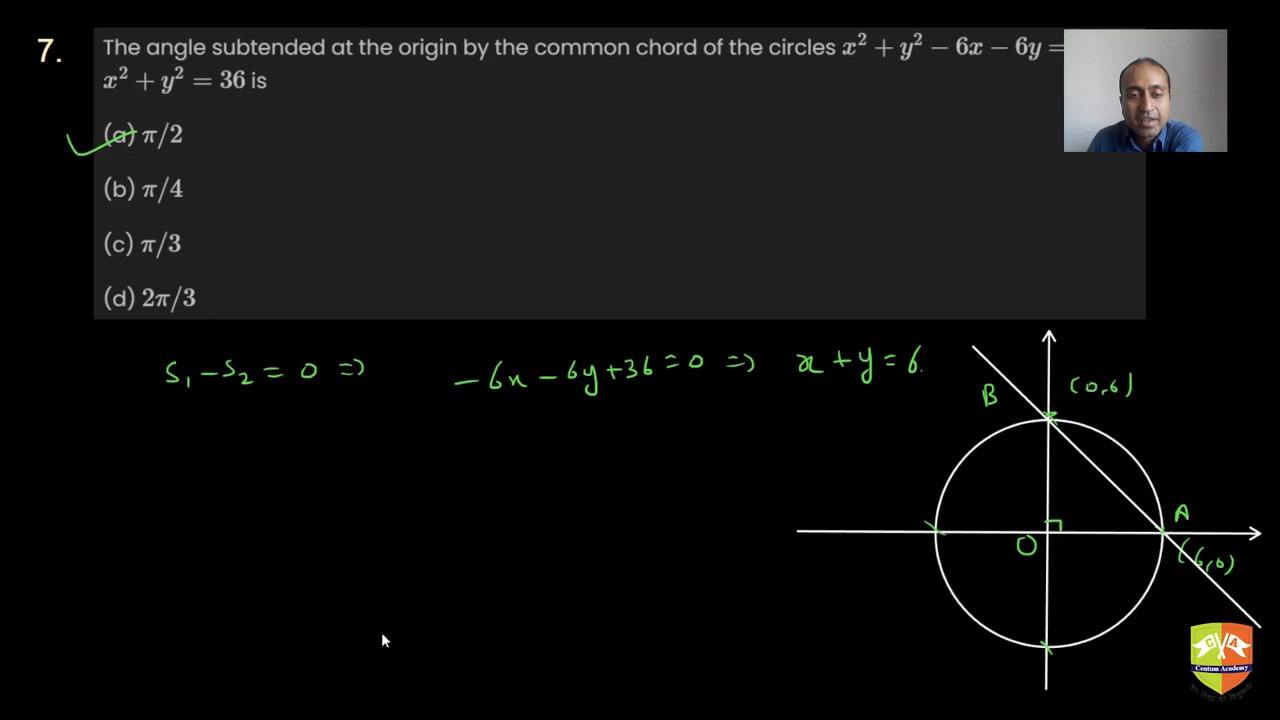 7.
The angle subtended at the origin by the common chord of the circles x² + y² − 6x − 6y =
x² + y² = 36 is
(a) π/2
(b) π/4
(c) π/3
(d) 2π/3
S₁ − S₂ = 0 ⇒ − 6x − 6y + 36 = 0 ⇒ x + y = 6.
B (0,6)
A
O
(6,0)
C A
Centum Academy